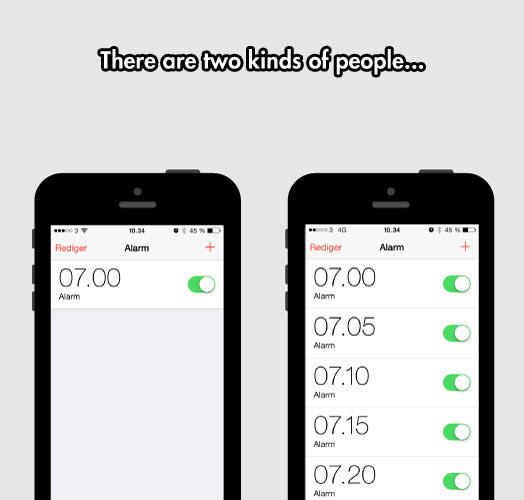 There are two kinds of people...
3 10.34 45 %
Rediger Alarm +
07.00
Alarm
3 4G 10.34 45 %
Rediger Alarm +
07.00
Alarm
07.05
Alarm
07.10
Alarm
07.15
Alarm
07.20
Alarm